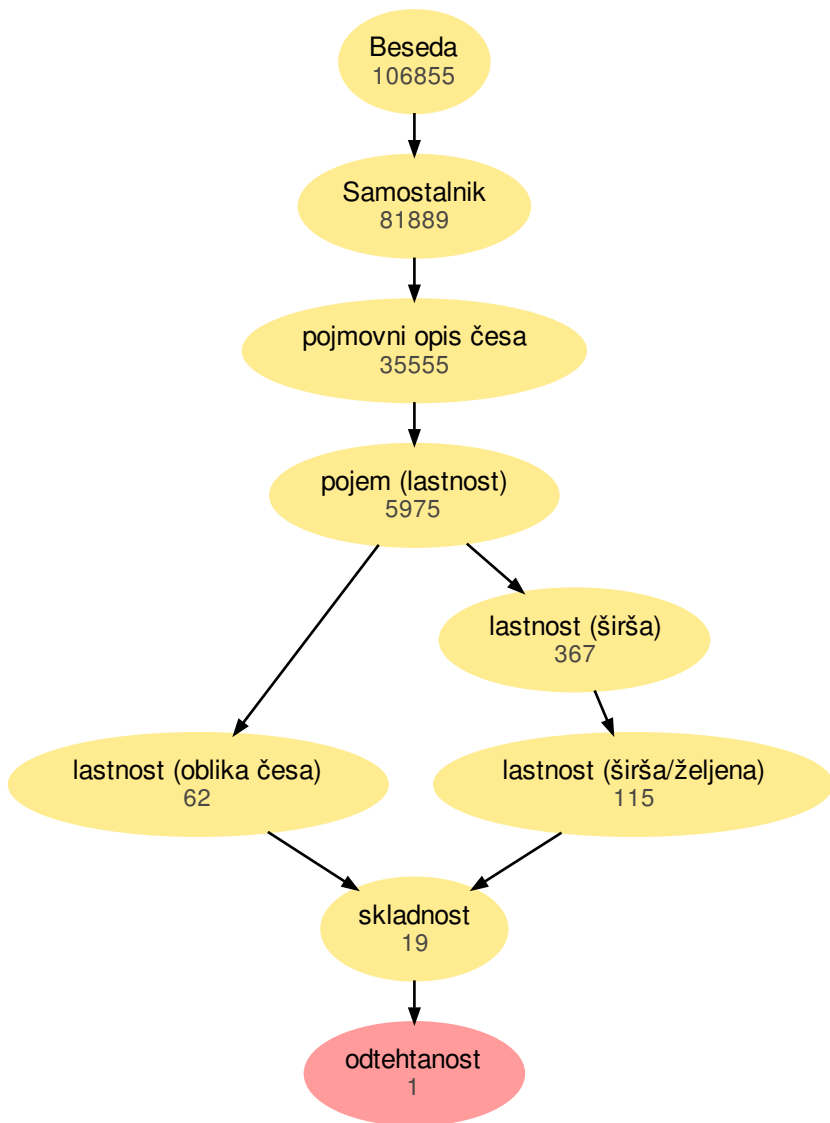 Beseda
106855
Samostalnik
81889
pojmovni opis česa
35555
pojem (lastnost)
5975
lastnost (širša)
367
lastnost (oblika česa)
62
lastnost (širša/željena)
115
skladnost
19
odtehtanost
1